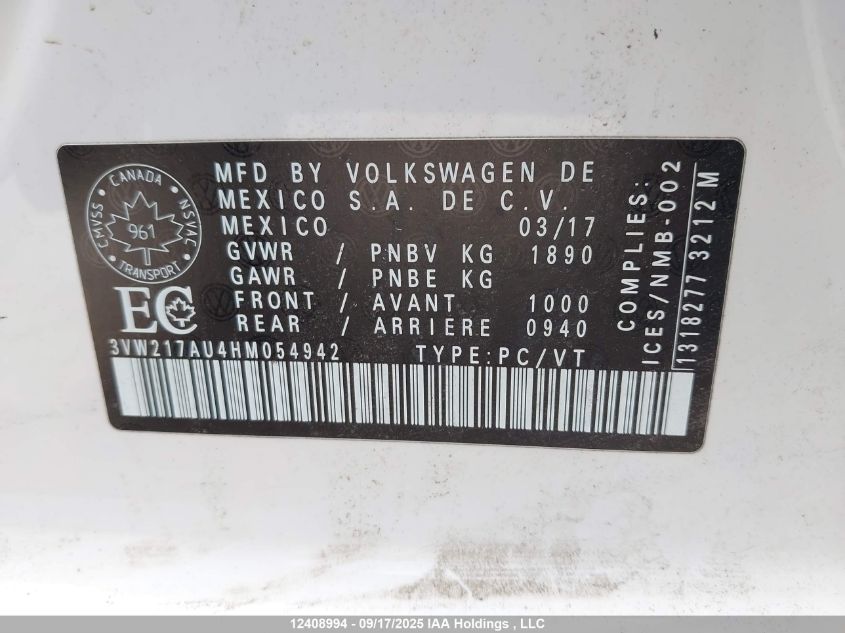 CANADA
CMVSS
NSVAC
961
TRANSPORT
EC
MFD BY VOLKSWAGEN DE
MEXICO S.A. DE C.V.
MEXICO 03/17
GVWR / PNBV KG 1890
GAWR / PNBE KG
FRONT / AVANT 1000
REAR / ARRIERE 0940
3VW217AU4HM054942 TYPE:PC/VT
COMPLIES:
ICES/NMB-002
1318277 3212 M
12408994 - 09/17/2025 IAA Holdings , LLC